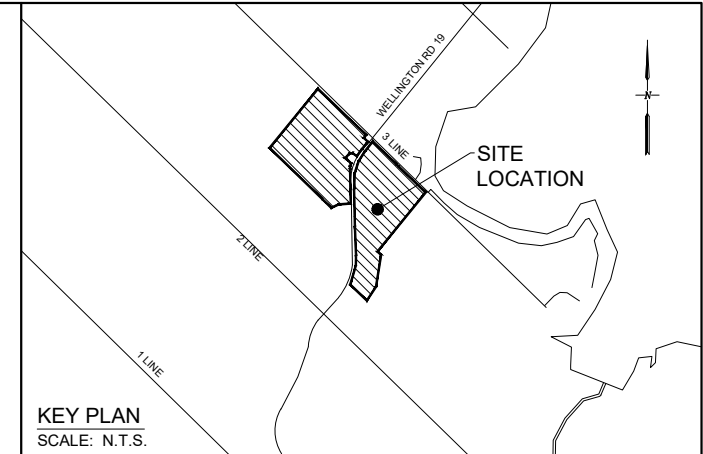 WELLINGTON RD 19
N
3 LINE
SITE
LOCATION
2 LINE
1 LINE
KEY PLAN
SCALE: N.T.S.